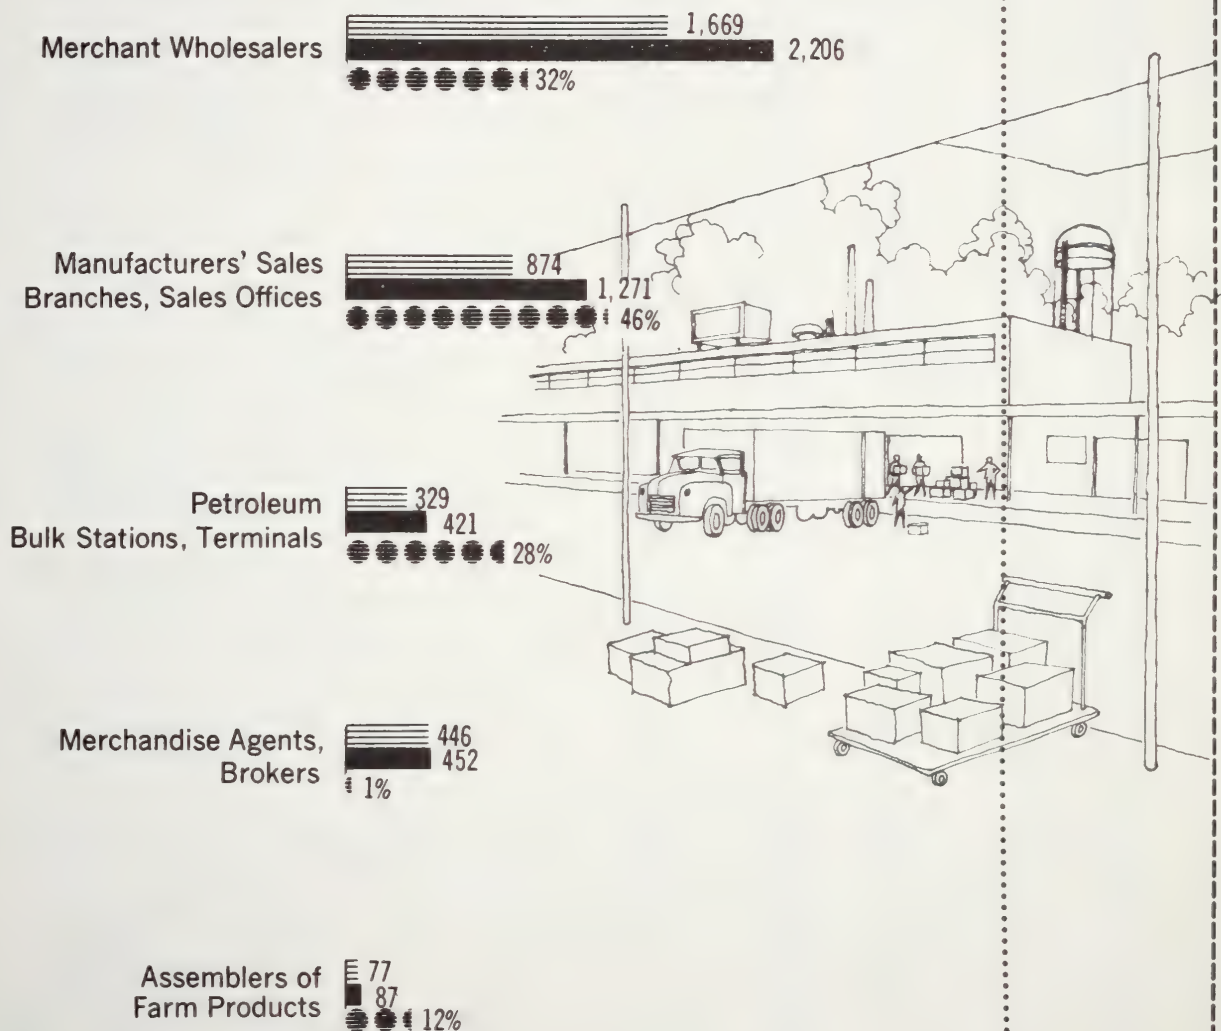 Merchant Wholesalers
1,669
2,206
32%
Manufacturers' Sales
Branches, Sales Offices
874
1,271
46%
Petroleum
Bulk Stations, Terminals
329
421
28%
Merchandise Agents,
Brokers
446
452
1%
Assemblers of
Farm Products
77
87
12%